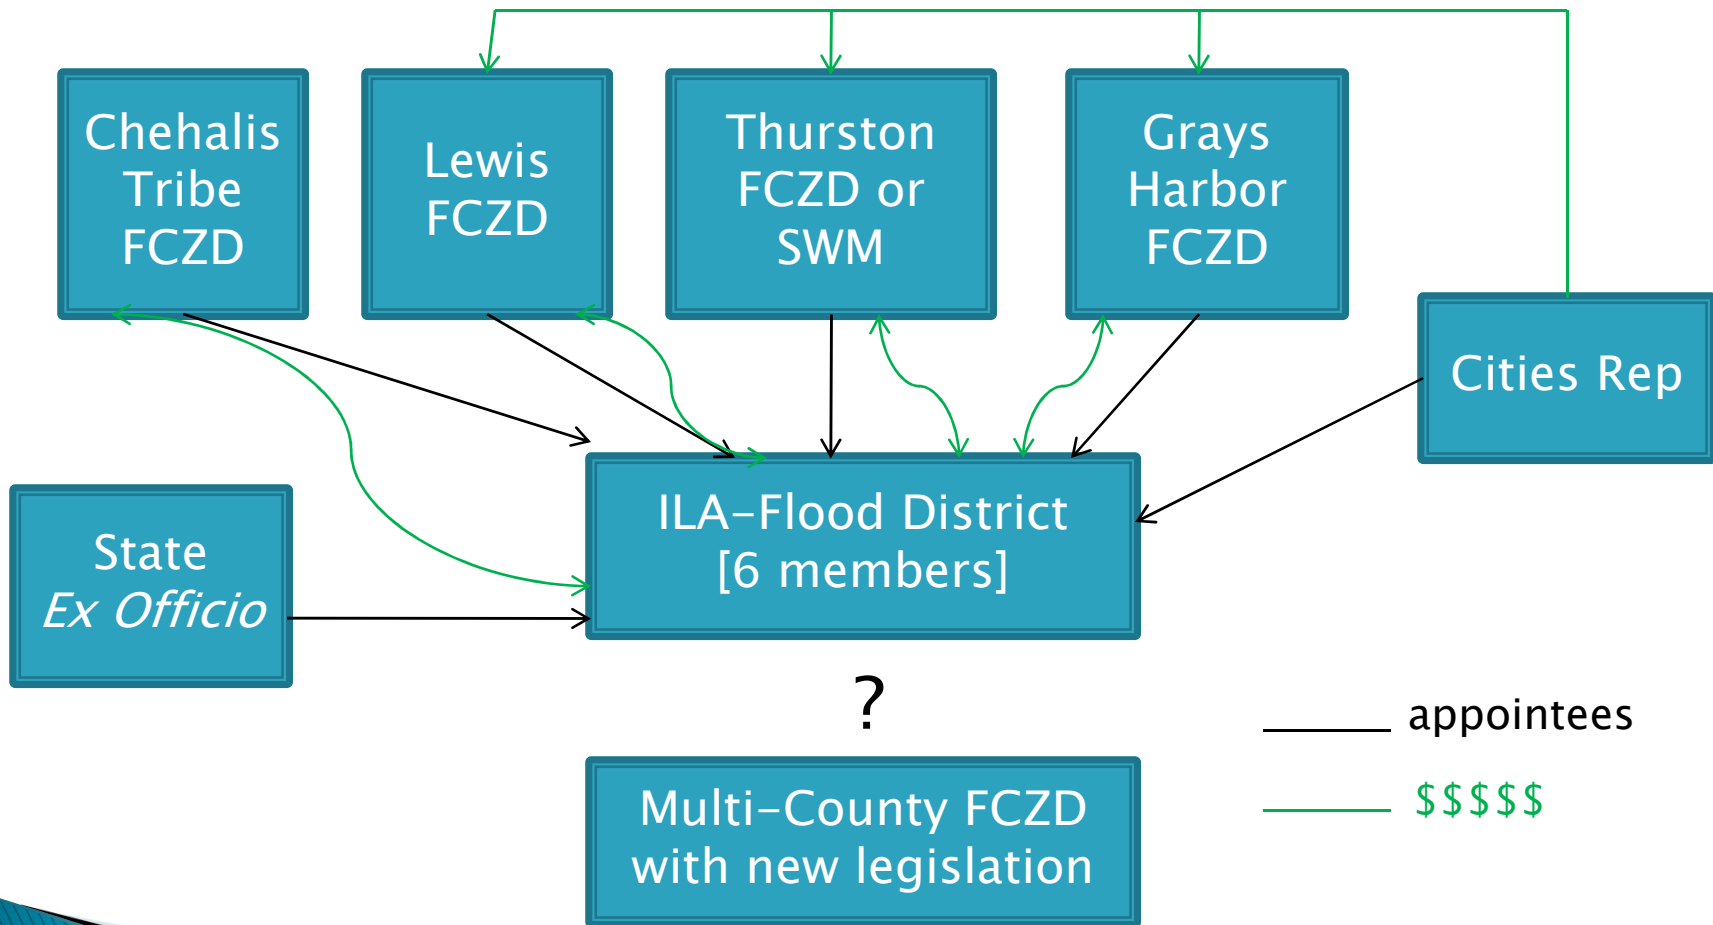 Chehalis
Tribe
FCZD
Lewis
FCZD
Thurston
FCZD or
SWM
Grays
Harbor
FCZD
Cities Rep
State
Ex Officio
ILA-Flood District
[6 members]
?
appointees
$$$$$
Multi-County FCZD
with new legislation